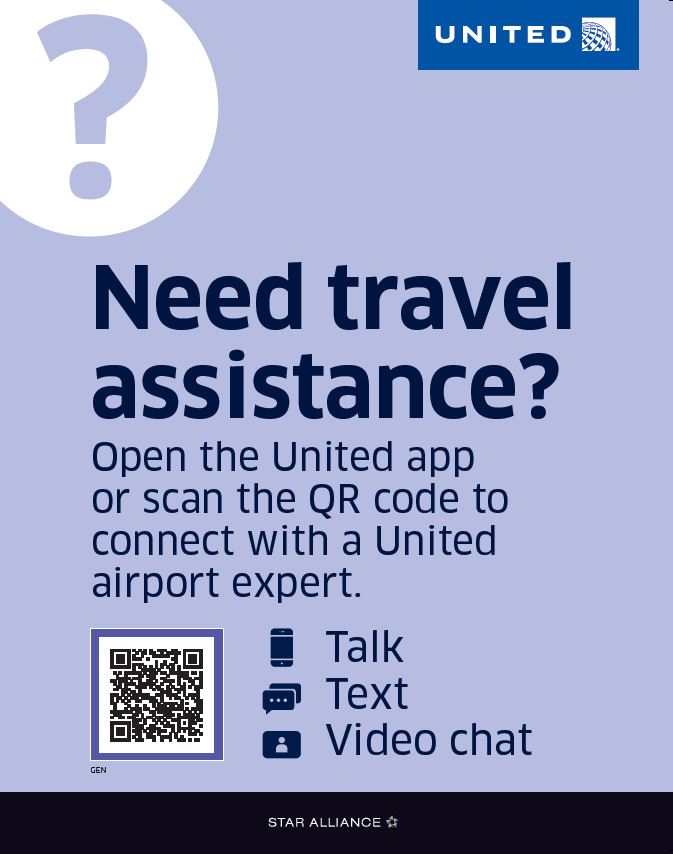 ?
UNITED
Need travel
assistance?
Open the United app
or scan the QR code to
connect with a United
airport expert.
Talk
Text
Video chat
GEN
STAR ALLIANCE